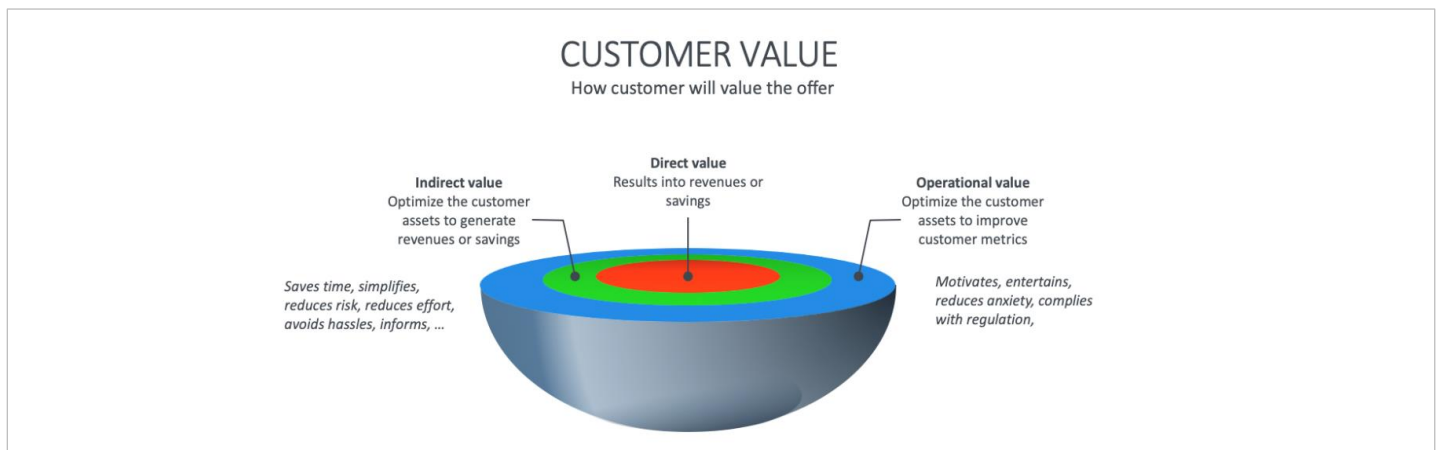 CUSTOMER VALUE
How customer will value the offer
Direct value
Results into revenues or
savings
Indirect value
Optimize the customer
assets to generate
revenues or savings
Operational value
Optimize the customer
assets to improve
customer metrics
Saves time, simplifies,
reduces risk, reduces effort,
avoids hassles, informs, ...
Motivates, entertains,
reduces anxiety, complies
with regulation,